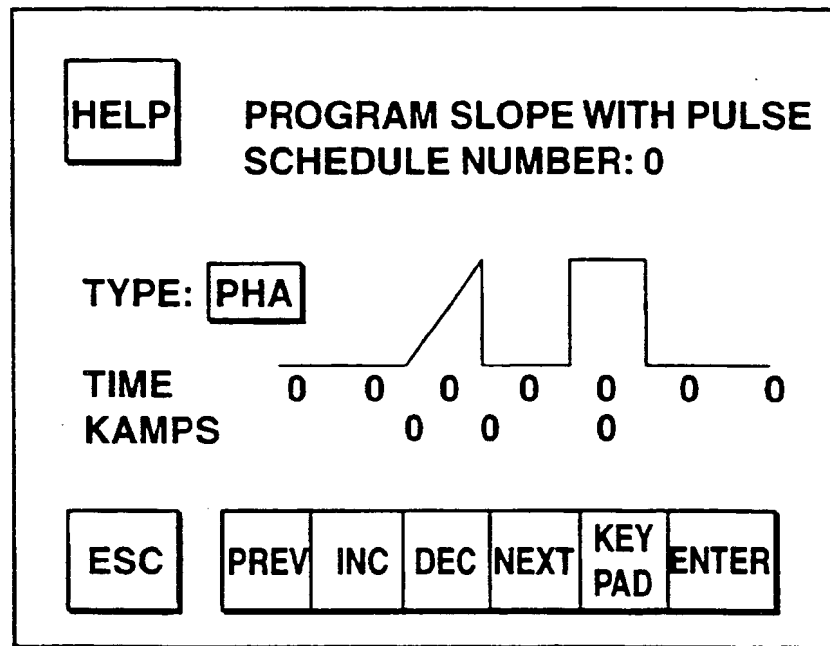 HELP
PROGRAM SLOPE WITH PULSE
SCHEDULE NUMBER: 0
TYPE: PHA
TIME 0 0 0 0 0 0 0
KAMPS 0 0 0
ESC PREV INC DEC NEXT KEY PAD ENTER